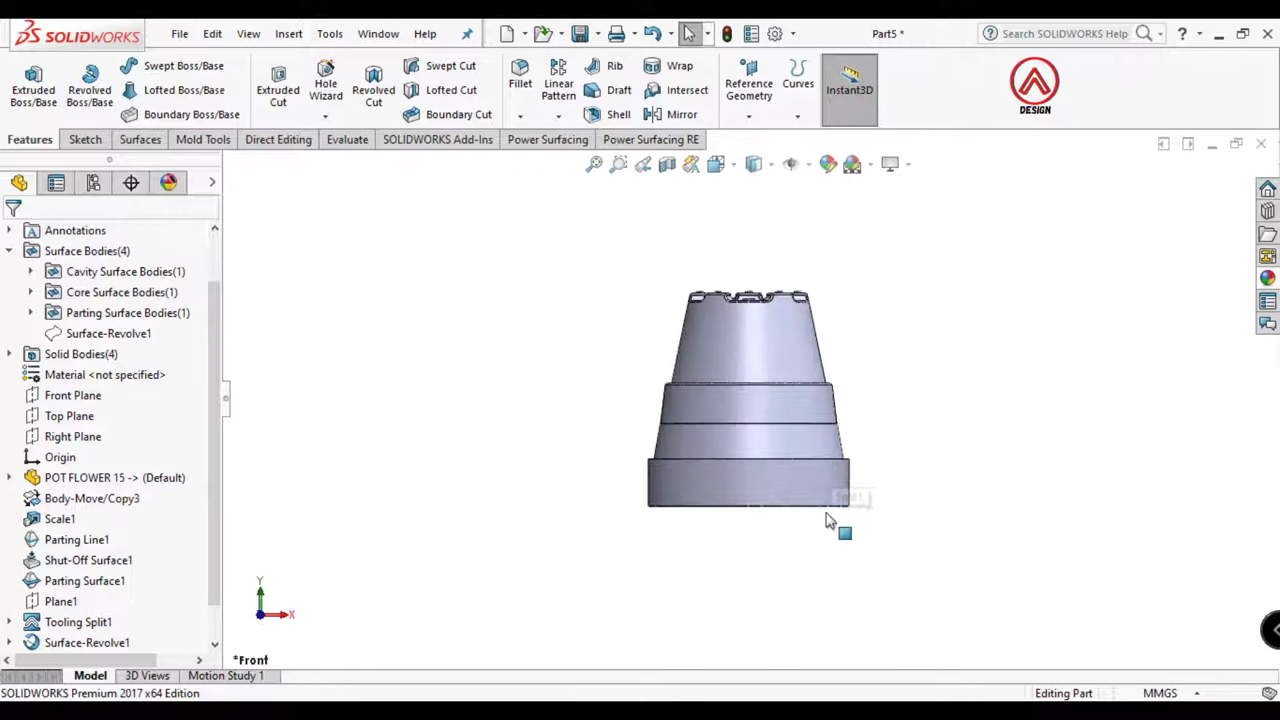 SOLIDWORKS File Edit View Insert Tools Window Help Part5 * Search SOLIDWORKS Help ?
Extruded Boss/Base
Revolved Boss/Base
Swept Boss/Base
Lofted Boss/Base
Boundary Boss/Base
Extruded Cut
Hole Wizard
Revolved Cut
Swept Cut
Lofted Cut
Boundary Cut
Fillet
Linear Pattern
Rib
Draft
Shell
Wrap
Intersect
Mirror
Reference Geometry
Curves
Instant3D
DESIGN
Features Sketch Surfaces Mold Tools Direct Editing Evaluate SOLIDWORKS Add-Ins Power Surfacing Power Surfacing RE
Annotations
Surface Bodies(4)
Cavity Surface Bodies(1)
Core Surface Bodies(1)
Parting Surface Bodies(1)
Surface-Revolve1
Solid Bodies(4)
Material <not specified>
Front Plane
Top Plane
Right Plane
Origin
POT FLOWER 15 -> (Default)
Body-Move/Copy3
Scale1
Parting Line1
Shut-Off Surface1
Parting Surface1
Plane1
Tooling Split1
Surface-Revolve1
Y
X
*Front
Model 3D Views Motion Study 1
SOLIDWORKS Premium 2017 x64 Edition Editing Part MMGS